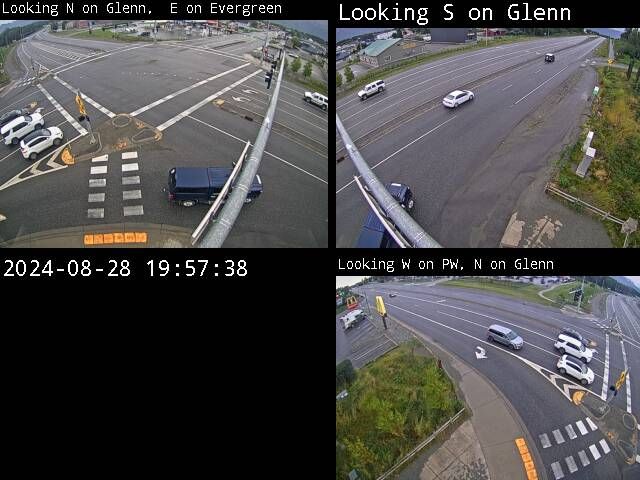 Looking N on Glenn,  E on Evergreen
Looking S on Glenn
2024-08-28 19:57:38
Looking W on PW, N on Glenn